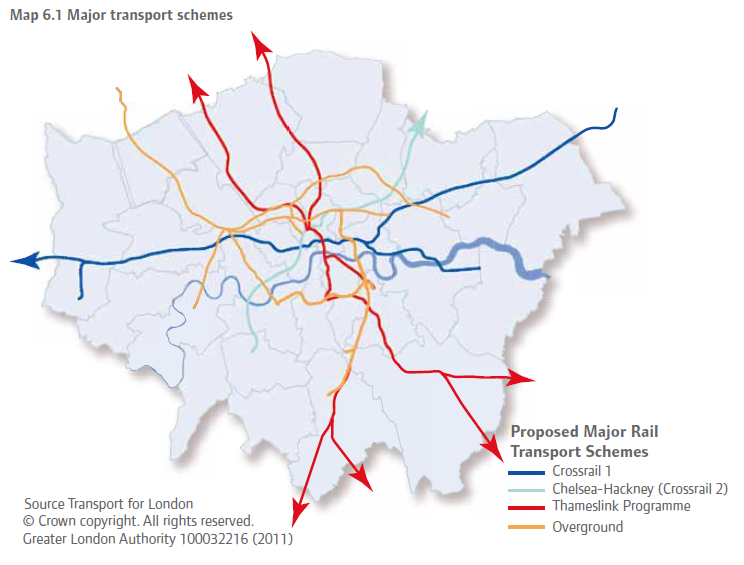 Map 6.1 Major transport schemes
Proposed Major Rail
Transport Schemes
Crossrail 1
Chelsea-Hackney (Crossrail 2)
Thameslink Programme
Overground
Source Transport for London
© Crown copyright. All rights reserved.
Greater London Authority 100032216 (2011)